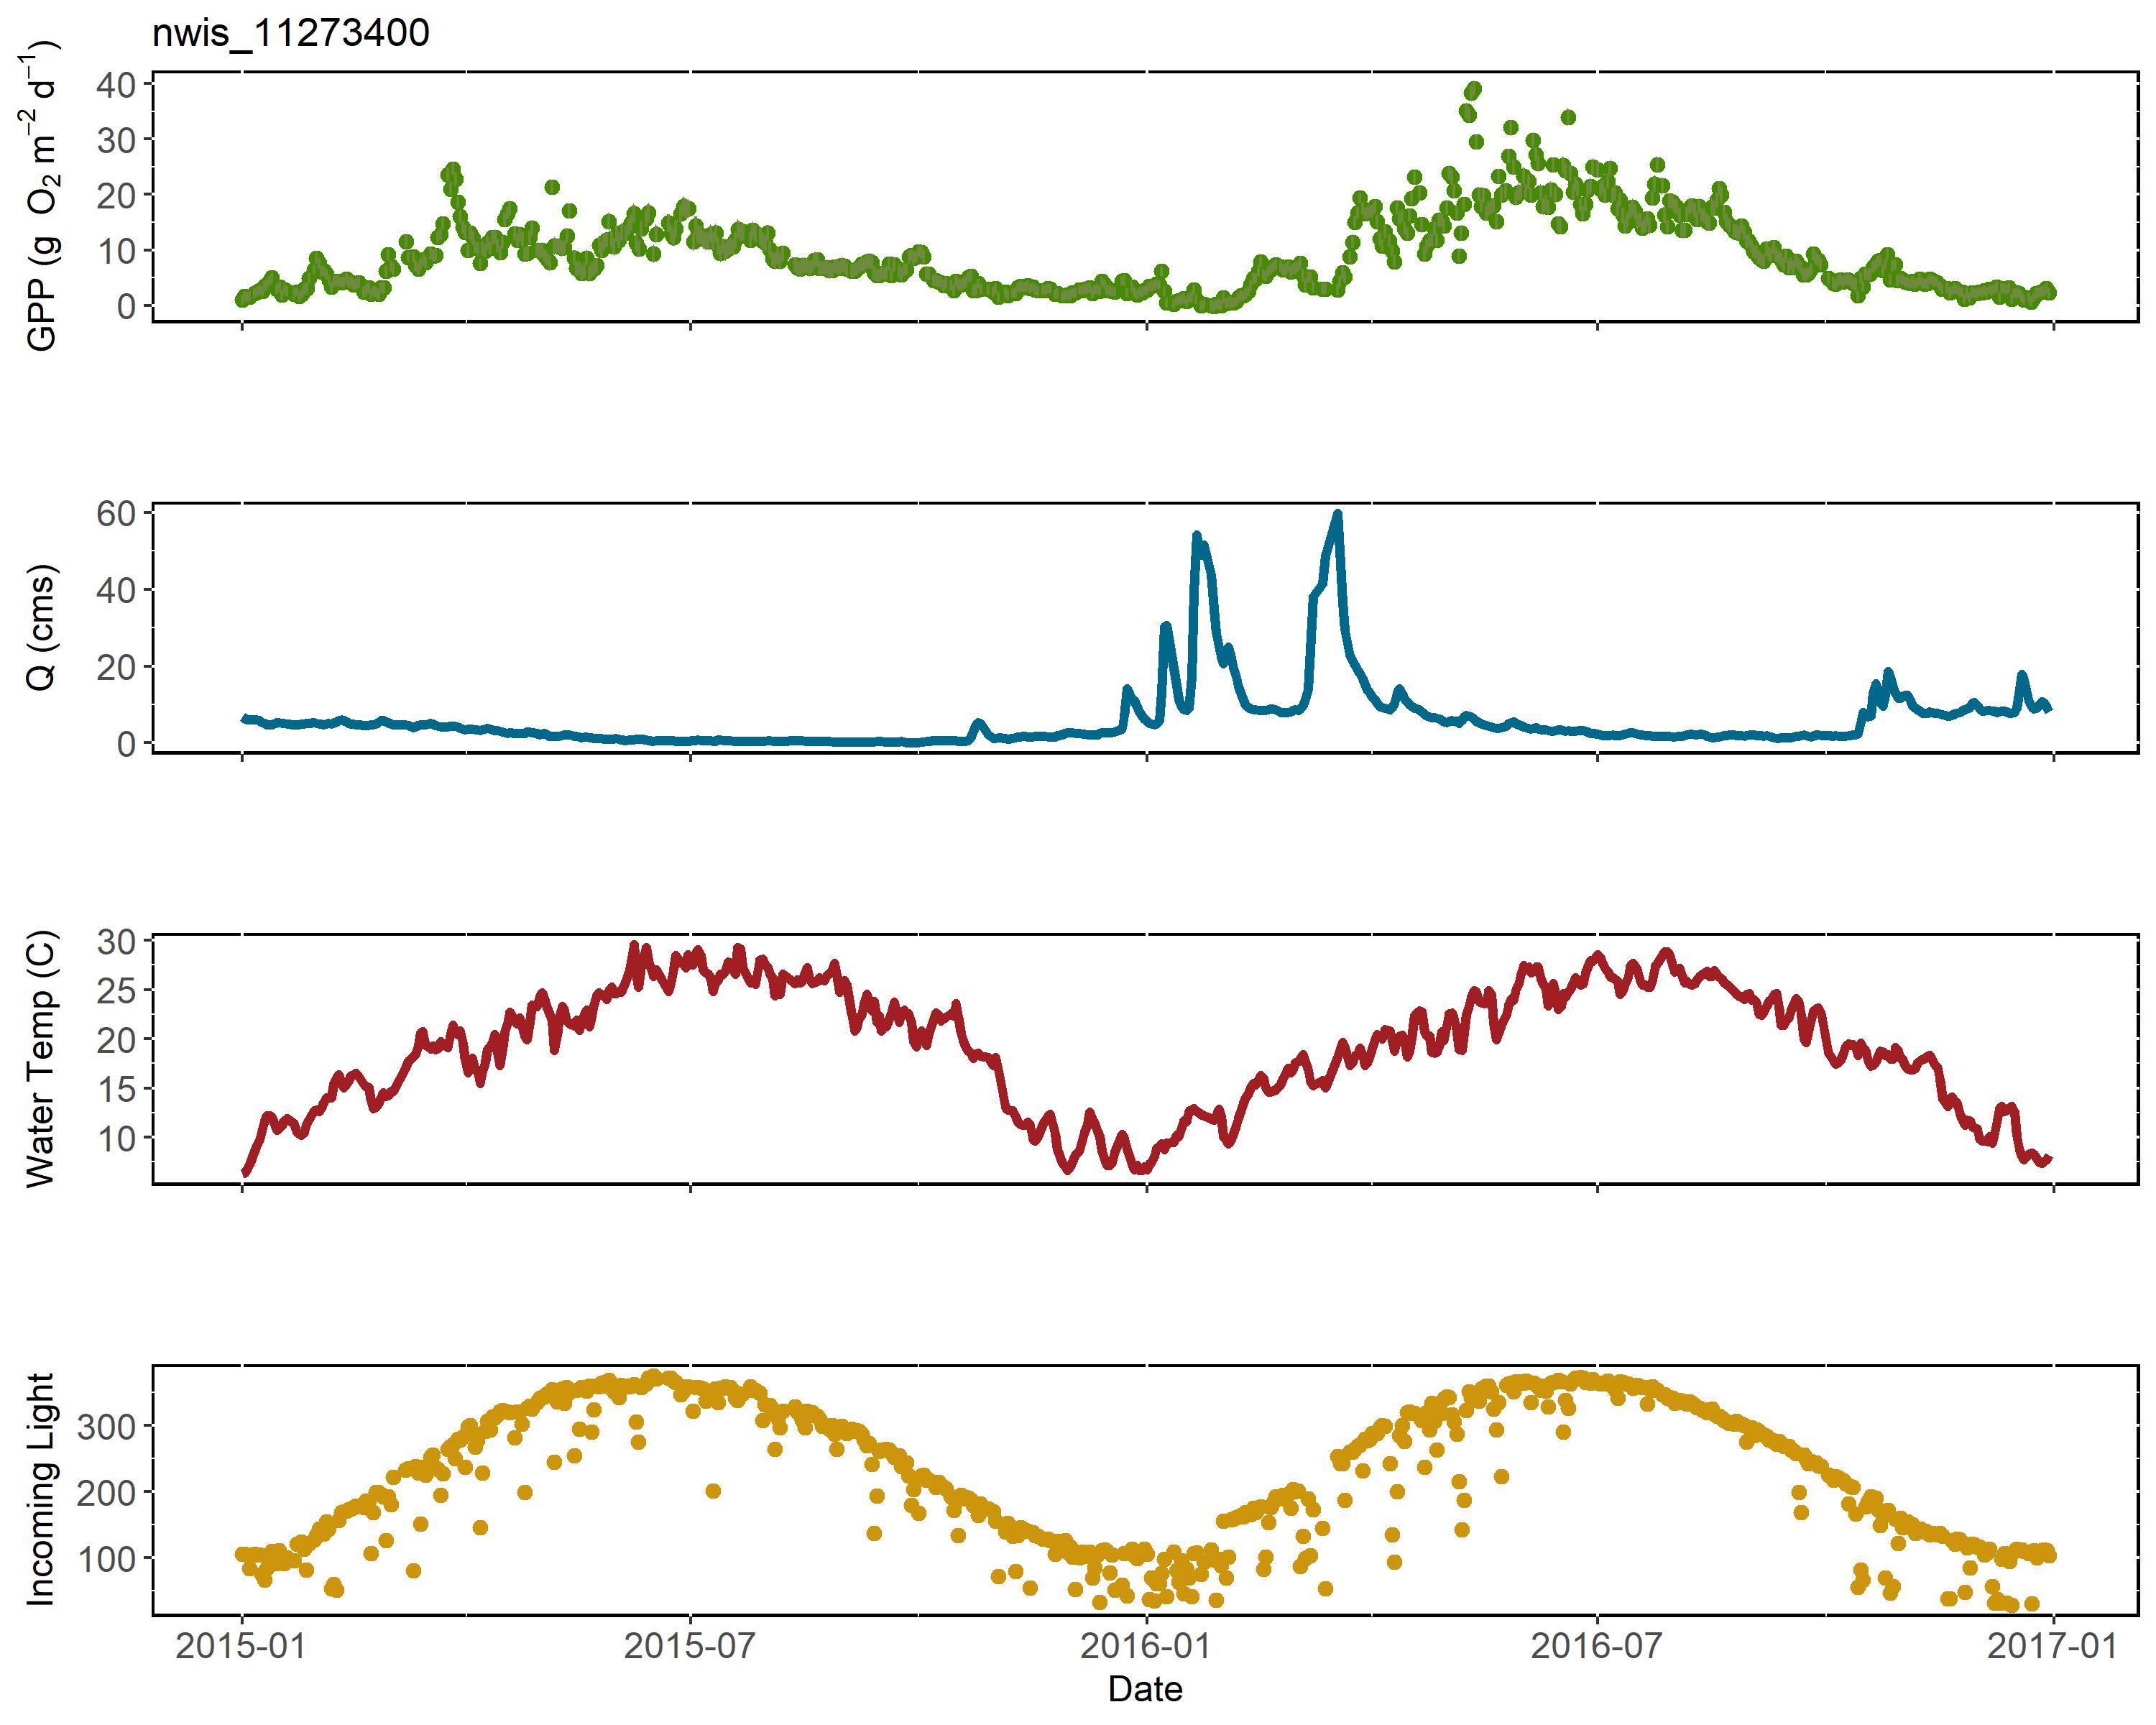 nwis_11273400
GPP (g O₂ m⁻² d⁻¹)
40
30
20
10
0
Q (cms)
60
40
20
0
Water Temp (C)
30
25
20
15
10
Incoming Light
300
200
100
2015-01 2015-07 2016-01 2016-07 2017-01
Date